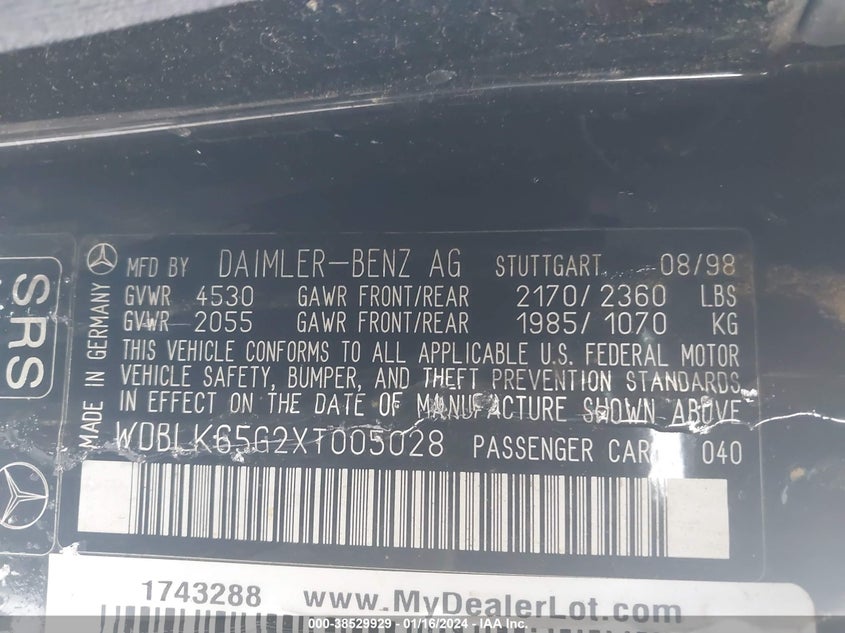 MFD BY DAIMLER-BENZ AG STUTTGART 08/98
GVWR 4530 GAWR FRONT/REAR 2170/2360 LBS
GVWR 2055 GAWR FRONT/REAR 1985/1070 KG
THIS VEHICLE CONFORMS TO ALL APPLICABLE U.S. FEDERAL MOTOR
VEHICLE SAFETY, BUMPER, AND THEFT PREVENTION STANDARDS
IN EFFECT ON THE DATE OF MANUFACTURE SHOWN ABOVE
WDBLK65G2XT005028 PASSENGER CAR 040
MADE IN GERMANY
SRS
1743288 www.MyDealerLot.com
000-38529929 - 01/16/2024 - IAA Inc.